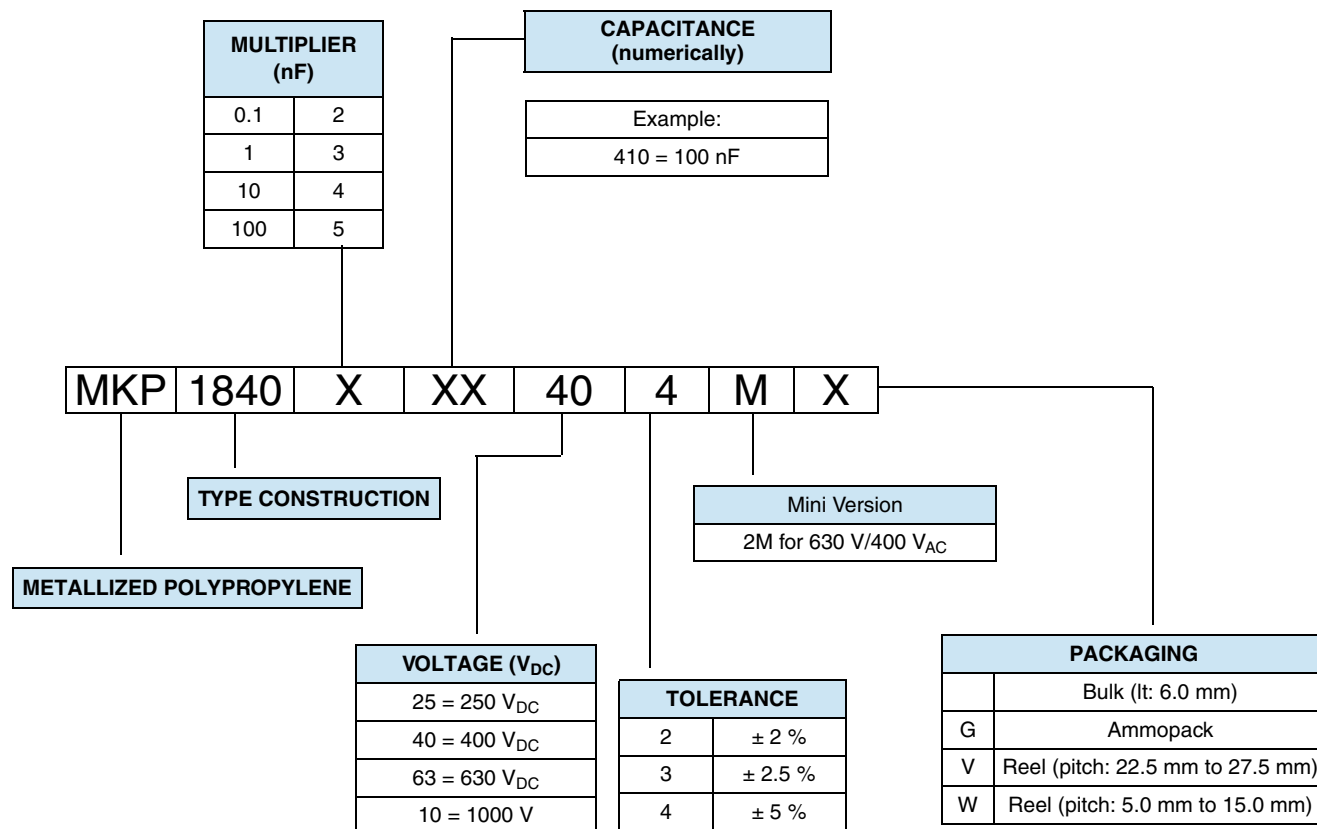 MULTIPLIER
(nF)
0.1 2
1 3
10 4
100 5
CAPACITANCE
(numerically)
Example:
410 = 100 nF
MKP 1840 X XX 40 4 M X
TYPE CONSTRUCTION
METALLIZED POLYPROPYLENE
Mini Version
2M for 630 V/400 VAC
VOLTAGE (VDC)
25 = 250 VDC
40 = 400 VDC
63 = 630 VDC
10 = 1000 V
TOLERANCE
2 ± 2 %
3 ± 2.5 %
4 ± 5 %
PACKAGING
Bulk (lt: 6.0 mm)
G Ammopack
V Reel (pitch: 22.5 mm to 27.5 mm)
W Reel (pitch: 5.0 mm to 15.0 mm)